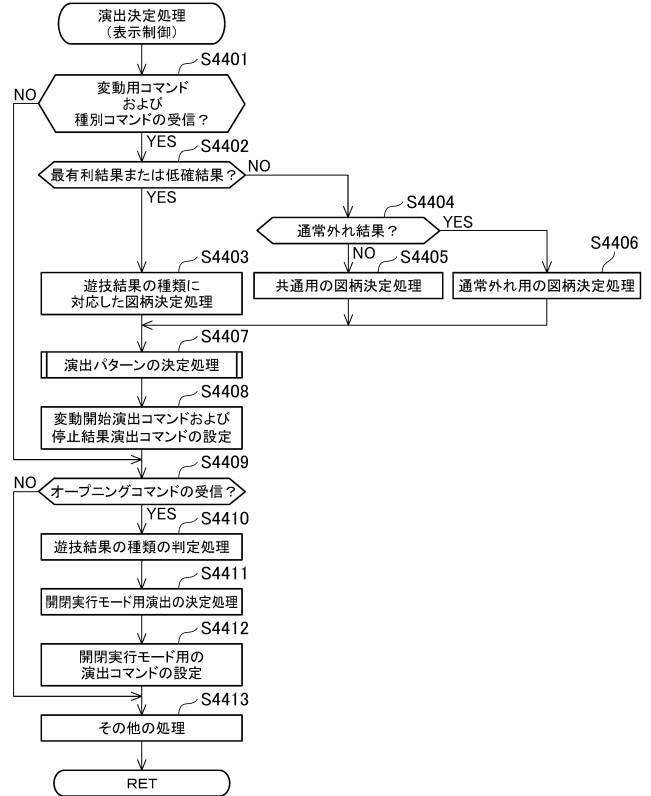 演出決定処理
(表示制御)
S4401
変動用コマンド
および
種別コマンドの受信？
NO
YES
S4402
最有利結果または低確結果？
NO
YES
S4404
通常外れ結果？
YES
NO
S4403
遊技結果の種類に
対応した図柄決定処理
S4405
共通用の図柄決定処理
S4406
通常外れ用の図柄決定処理
S4407
演出パターンの決定処理
S4408
変動開始演出コマンドおよび
停止結果演出コマンドの設定
S4409
オープニングコマンドの受信？
NO
YES
S4410
遊技結果の種類の判定処理
S4411
開閉実行モード用演出の決定処理
S4412
開閉実行モード用の
演出コマンドの設定
S4413
その他の処理
RET